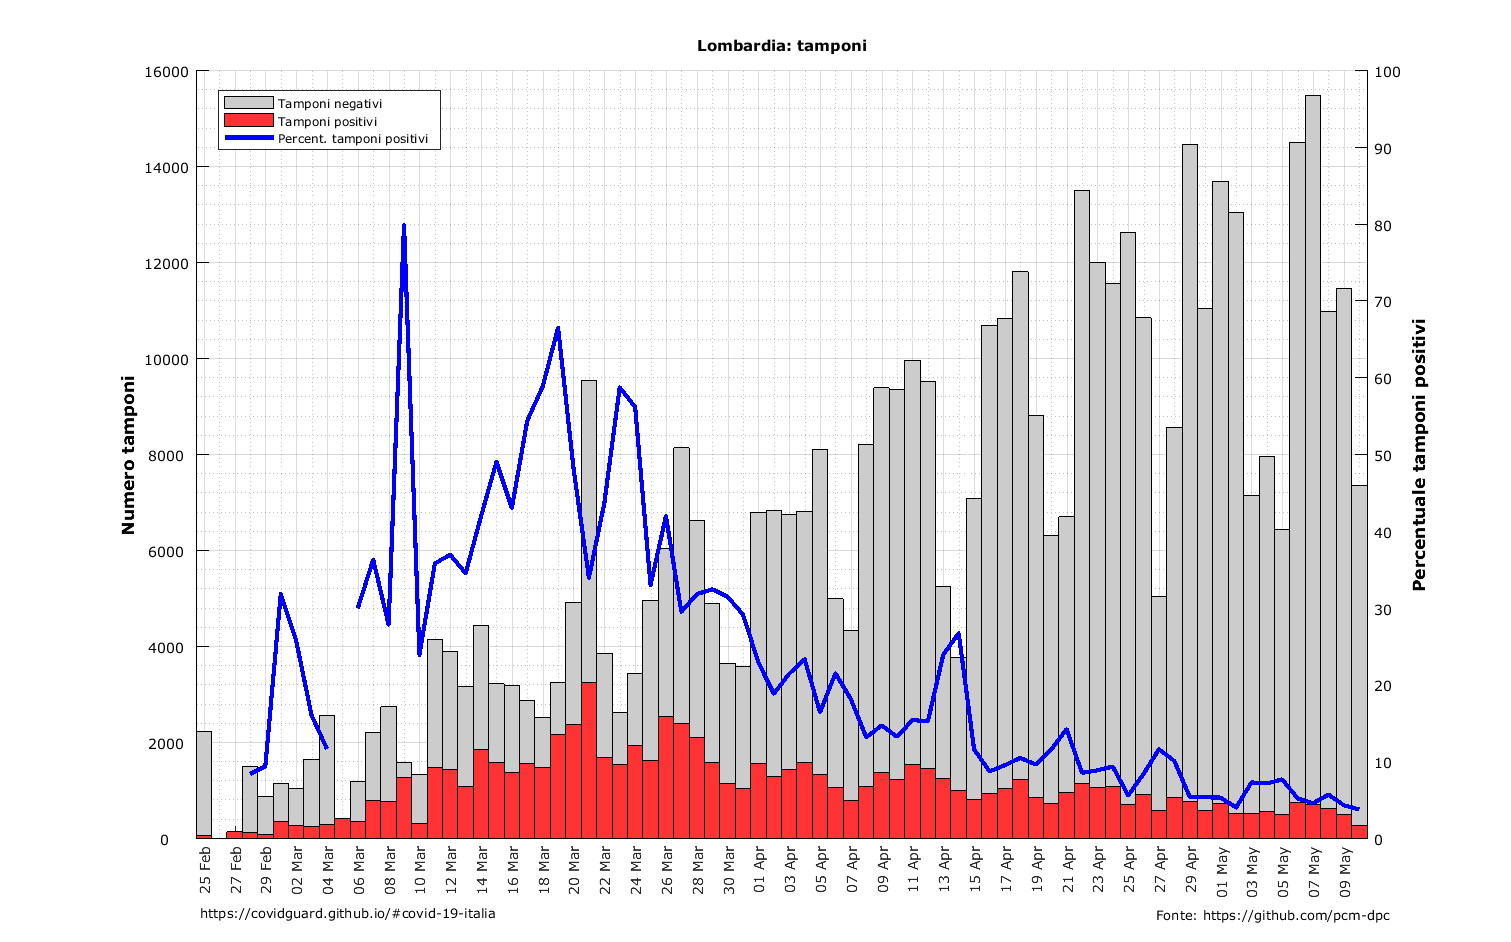 Lombardia: tamponi
Tamponi negativi
Tamponi positivi
Percent. tamponi positivi
Numero tamponi
16000
14000
12000
10000
8000
6000
4000
2000
0
Percentuale tamponi positivi
100
90
80
70
60
50
40
30
20
10
0
25 Feb
27 Feb
29 Feb
02 Mar
04 Mar
06 Mar
08 Mar
10 Mar
12 Mar
14 Mar
16 Mar
18 Mar
20 Mar
22 Mar
24 Mar
26 Mar
28 Mar
30 Mar
01 Apr
03 Apr
05 Apr
07 Apr
09 Apr
11 Apr
13 Apr
15 Apr
17 Apr
19 Apr
21 Apr
23 Apr
25 Apr
27 Apr
29 Apr
01 May
03 May
05 May
07 May
09 May
https://covidguard.github.io/#covid-19-italia
Fonte: https://github.com/pcm-dpc